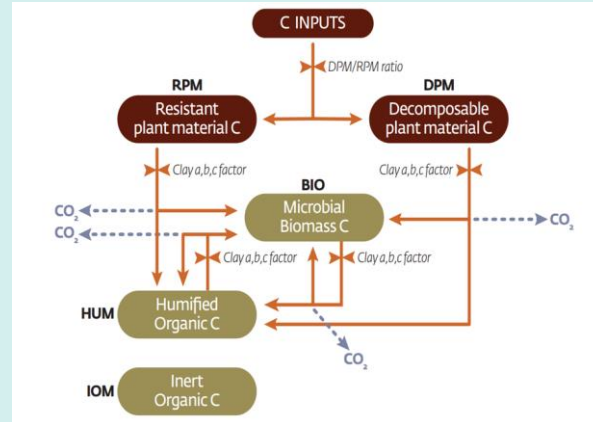 C INPUTS
DPM/RPM ratio
RPM
DPM
Resistant
plant material C
Decomposable
plant material C
Clay a,b,c factor
Clay a,b,c factor
BIO
CO₂
Microbial
Biomass C
CO₂
CO₂
Clay a,b,c factor
Clay a,b,c factor
HUM
Humified
Organic C
CO₂
IOM
Inert
Organic C